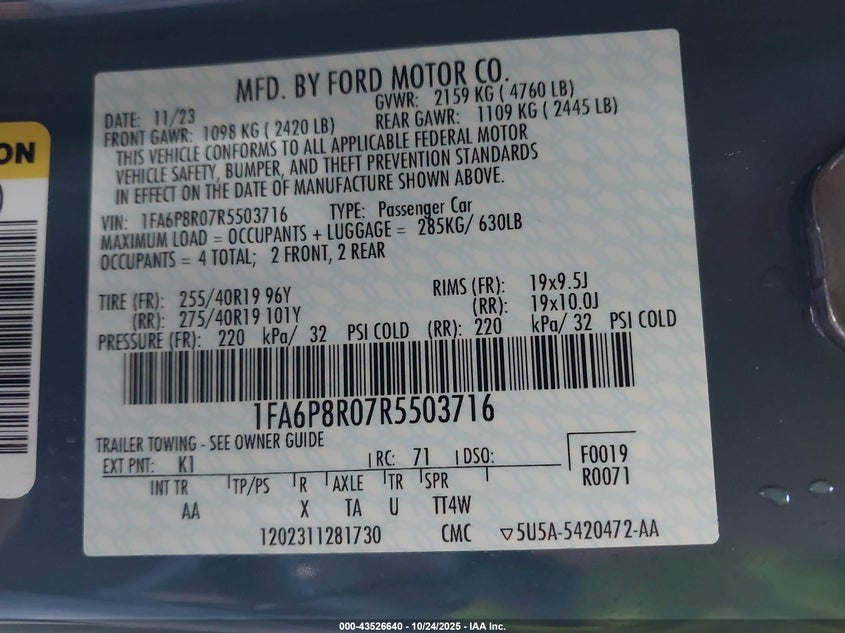 MFD. BY FORD MOTOR CO.
DATE: 11/23 GVWR: 2159 KG ( 4760 LB)
FRONT GAWR: 1098 KG ( 2420 LB) REAR GAWR: 1109 KG ( 2445 LB)
THIS VEHICLE CONFORMS TO ALL APPLICABLE FEDERAL MOTOR
VEHICLE SAFETY, BUMPER, AND THEFT PREVENTION STANDARDS
IN EFFECT ON THE DATE OF MANUFACTURE SHOWN ABOVE.
VIN: 1FA6P8R07R5503716 TYPE: Passenger Car
MAXIMUM LOAD = OCCUPANTS + LUGGAGE = 285KG/ 630LB
OCCUPANTS = 4 TOTAL; 2 FRONT, 2 REAR
TIRE (FR): 255/40R19 96Y RIMS (FR): 19x9.5J
(RR): 275/40R19 101Y (RR): 19x10.0J
PRESSURE (FR): 220 kPa/ 32 PSI COLD (RR): 220 kPa/ 32 PSI COLD
1FA6P8R07R5503716
TRAILER TOWING - SEE OWNER GUIDE
EXT PNT: K1 RC: 71 DSO: F0019
R0071
INT TR TP/PS R AXLE TR SPR
AA X TA U TT4W
1202311281730 CMC ▽5U5A-5420472-AA
ON
000-43526640 - 10/24/2025 - IAA Inc.